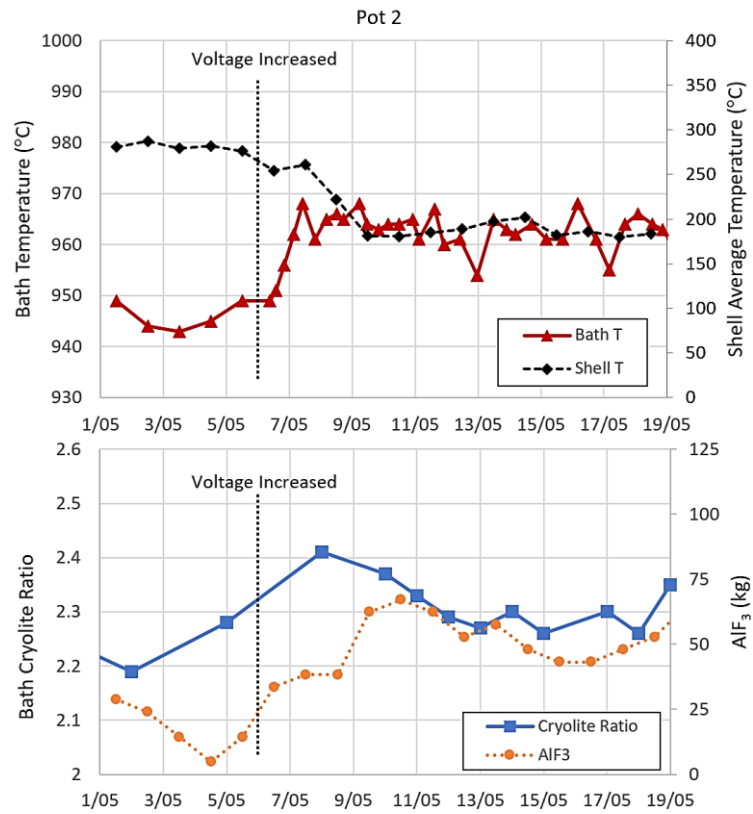 Pot 2
Voltage Increased
Bath Temperature (°C)
1000
990
980
970
960
950
940
930
Shell Average Temperature (°C)
400
350
300
250
200
150
100
50
0
Bath T
Shell T
1/05 3/05 5/05 7/05 9/05 11/05 13/05 15/05 17/05 19/05
Voltage Increased
Bath Cryolite Ratio
2.6
2.5
2.4
2.3
2.2
2.1
2
AlF3 (kg)
125
100
75
50
25
0
Cryolite Ratio
AlF3
1/05 3/05 5/05 7/05 9/05 11/05 13/05 15/05 17/05 19/05